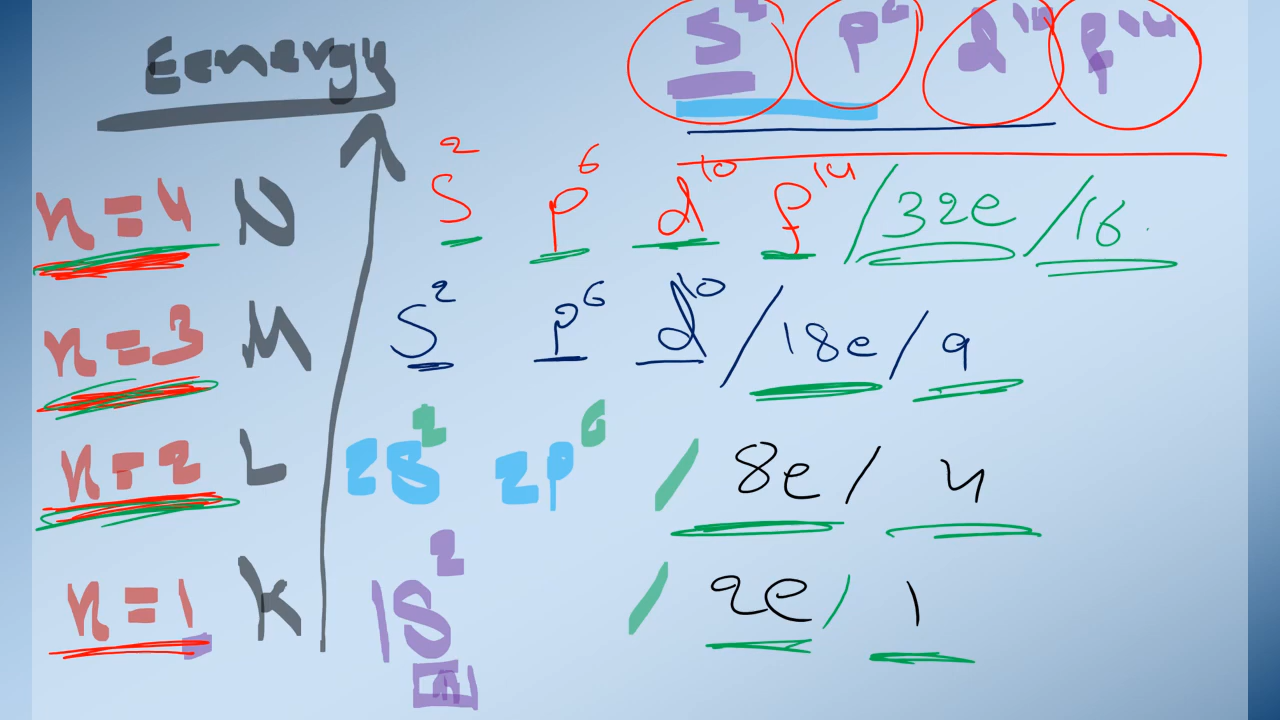 Eenergy S² p⁶ d¹⁰ f¹⁴
n=4 N S² p⁶ d¹⁰ f¹⁴ / 32e / 16
n=3 M S² p⁶ d¹⁰ / 18e / 9
n=2 L 2S² 2p⁶ / 8e / 4
n=1 K 1S² / 2e / 1